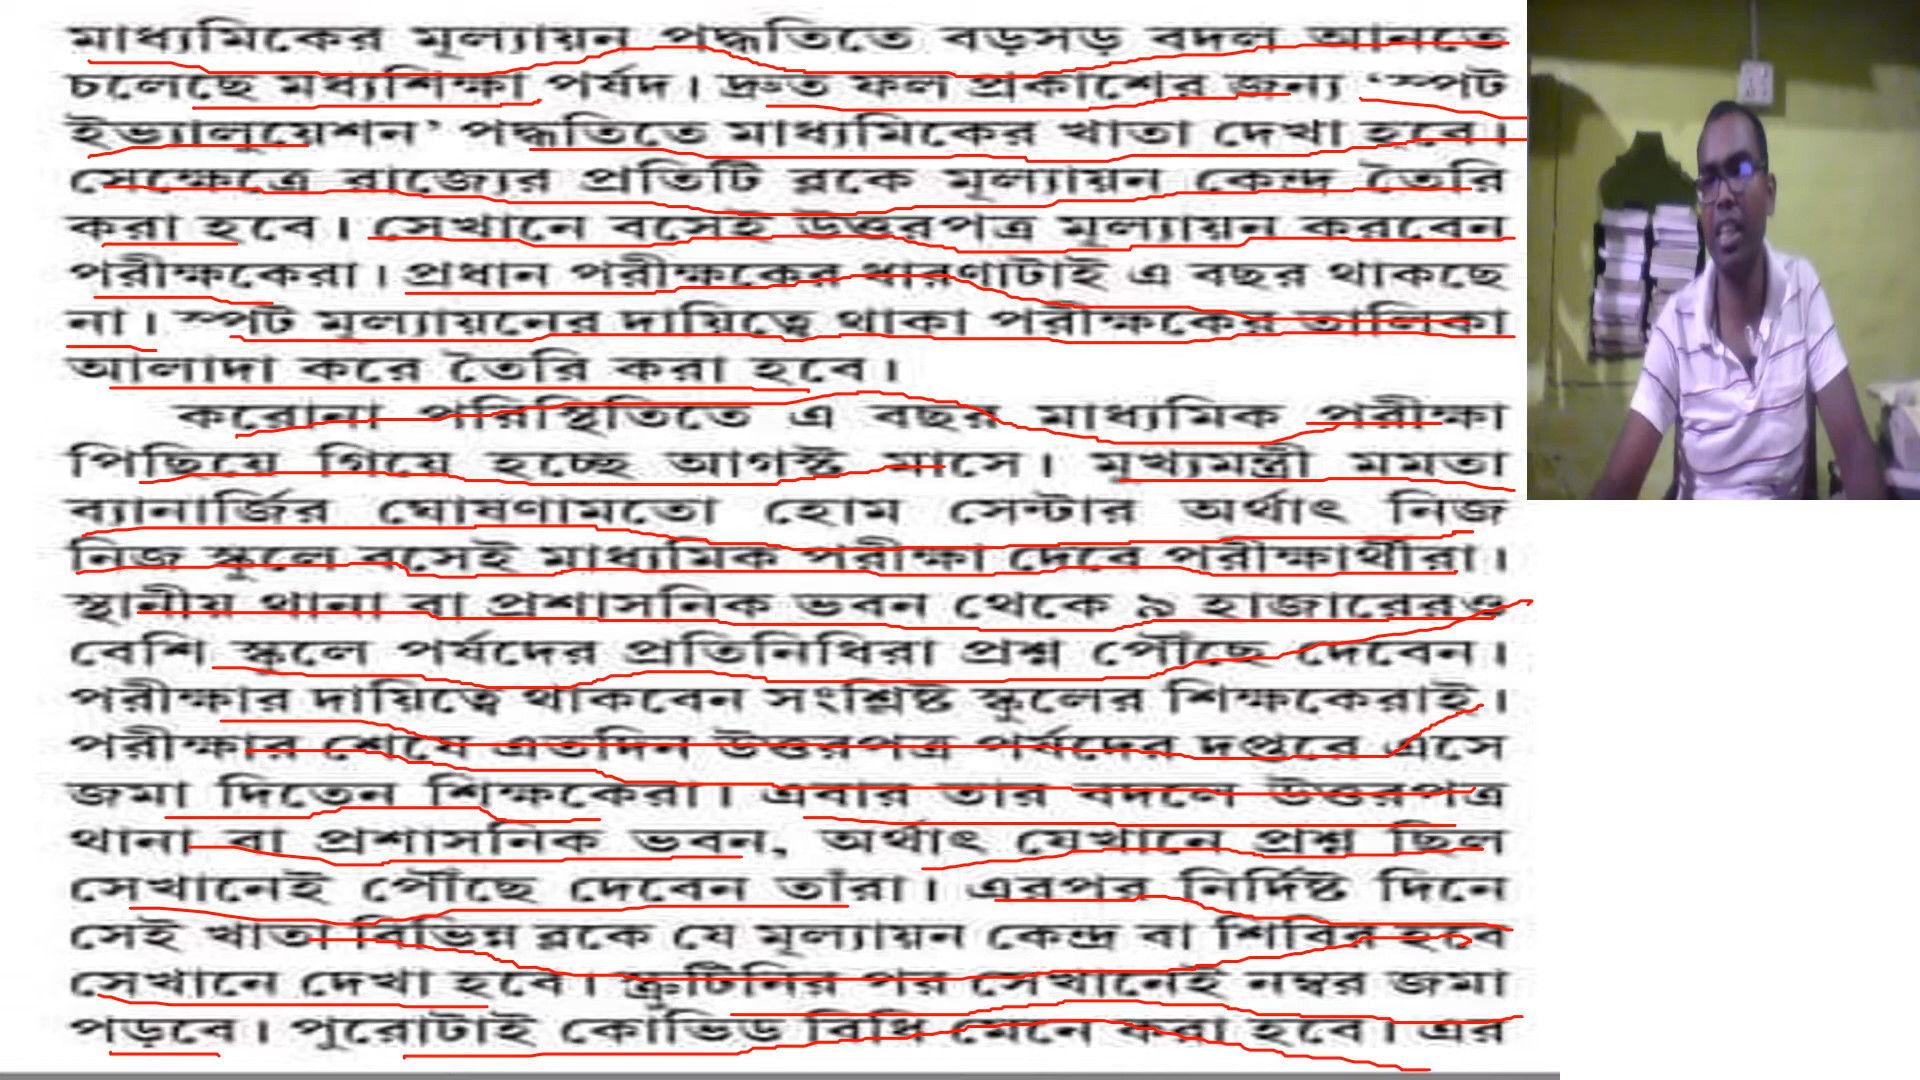 মাধ্যমিকের মূল্যায়ন পদ্ধতিতে বড়সড় বদল আনতে
চলেছে মধ্যশিক্ষা পর্ষদ। দ্রুত ফল প্রকাশের জন্য ‘স্পট
ইভ্যালুয়েশন’ পদ্ধতিতে মাধ্যমিকের খাতা দেখা হবে।
সেক্ষেত্রে রাজ্যের প্রতিটি ব্লকে মূল্যায়ন কেন্দ্র তৈরি
করা হবে। সেখানে বসেই উত্তরপত্র মূল্যায়ন করবেন
পরীক্ষকেরা। প্রধান পরীক্ষকের ধারণাটাই এ বছর থাকছে
না। স্পট মূল্যায়নের দায়িত্বে থাকা পরীক্ষকের তালিকা
আলাদা করে তৈরি করা হবে।
করোনা পরিস্থিতিতে এ বছর মাধ্যমিক পরীক্ষা
পিছিয়ে গিয়ে হচ্ছে আগস্ট মাসে। মুখ্যমন্ত্রী মমতা
ব্যানার্জির ঘোষণামতো হোম সেন্টার অর্থাৎ নিজ
নিজ স্কুলে বসেই মাধ্যমিক পরীক্ষা দেবে পরীক্ষার্থীরা।
স্থানীয় থানা বা প্রশাসনিক ভবন থেকে ৯ হাজারেরও
বেশি স্কুলে পর্ষদের প্রতিনিধিরা প্রশ্ন পৌঁছে দেবেন।
পরীক্ষার দায়িত্বে থাকবেন সংশ্লিষ্ট স্কুলের শিক্ষকেরাই।
পরীক্ষার শেষে এতদিন উত্তরপত্র পর্ষদের দপ্তরে এসে
জমা দিতেন শিক্ষকেরা। এবার তার বদলে উত্তরপত্র
থানা বা প্রশাসনিক ভবন, অর্থাৎ যেখানে প্রশ্ন ছিল
সেখানেই পৌঁছে দেবেন তাঁরা। এরপর নির্দিষ্ট দিনে
সেই খাতা বিভিন্ন ব্লকে যে মূল্যায়ন কেন্দ্র বা শিবির হবে
সেখানে দেখা হবে। স্ক্রুটিনির পর সেখানেই নম্বর জমা
পড়বে। পুরোটাই কোভিড বিধি মেনে করা হবে। এর